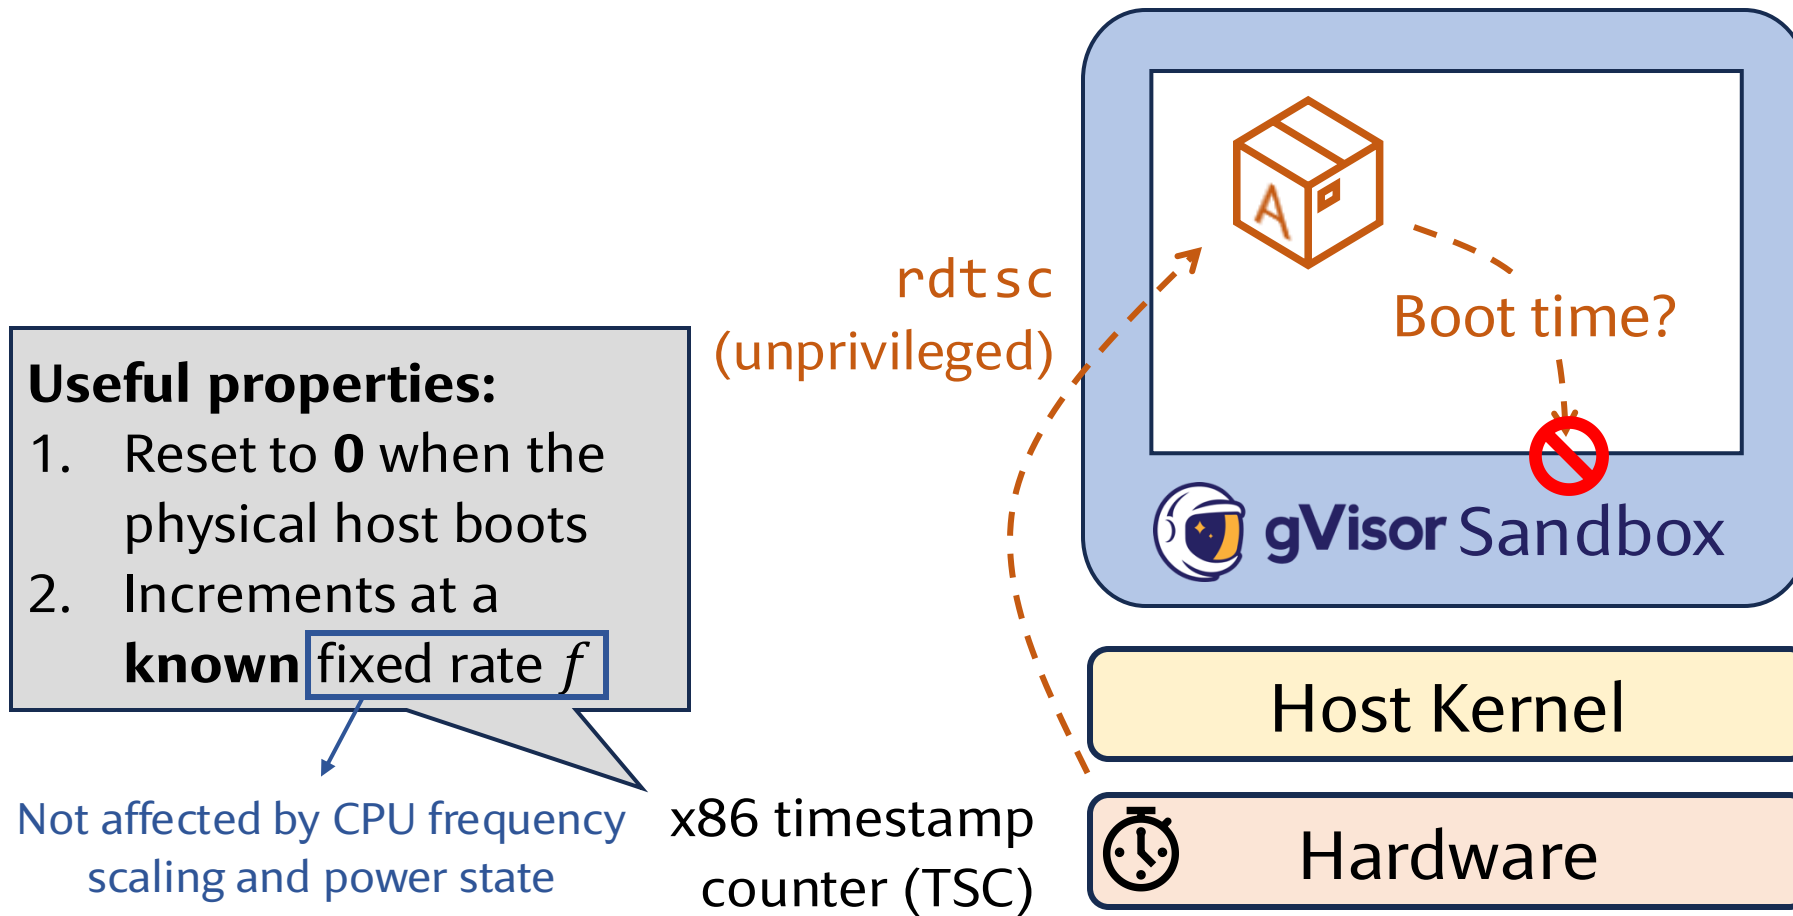 rdtsc
(unprivileged)
A
Boot time?
gVisor Sandbox
Useful properties:
1. Reset to 0 when the
physical host boots
2. Increments at a
known fixed rate f
Not affected by CPU frequency
scaling and power state
x86 timestamp
counter (TSC)
Host Kernel
Hardware